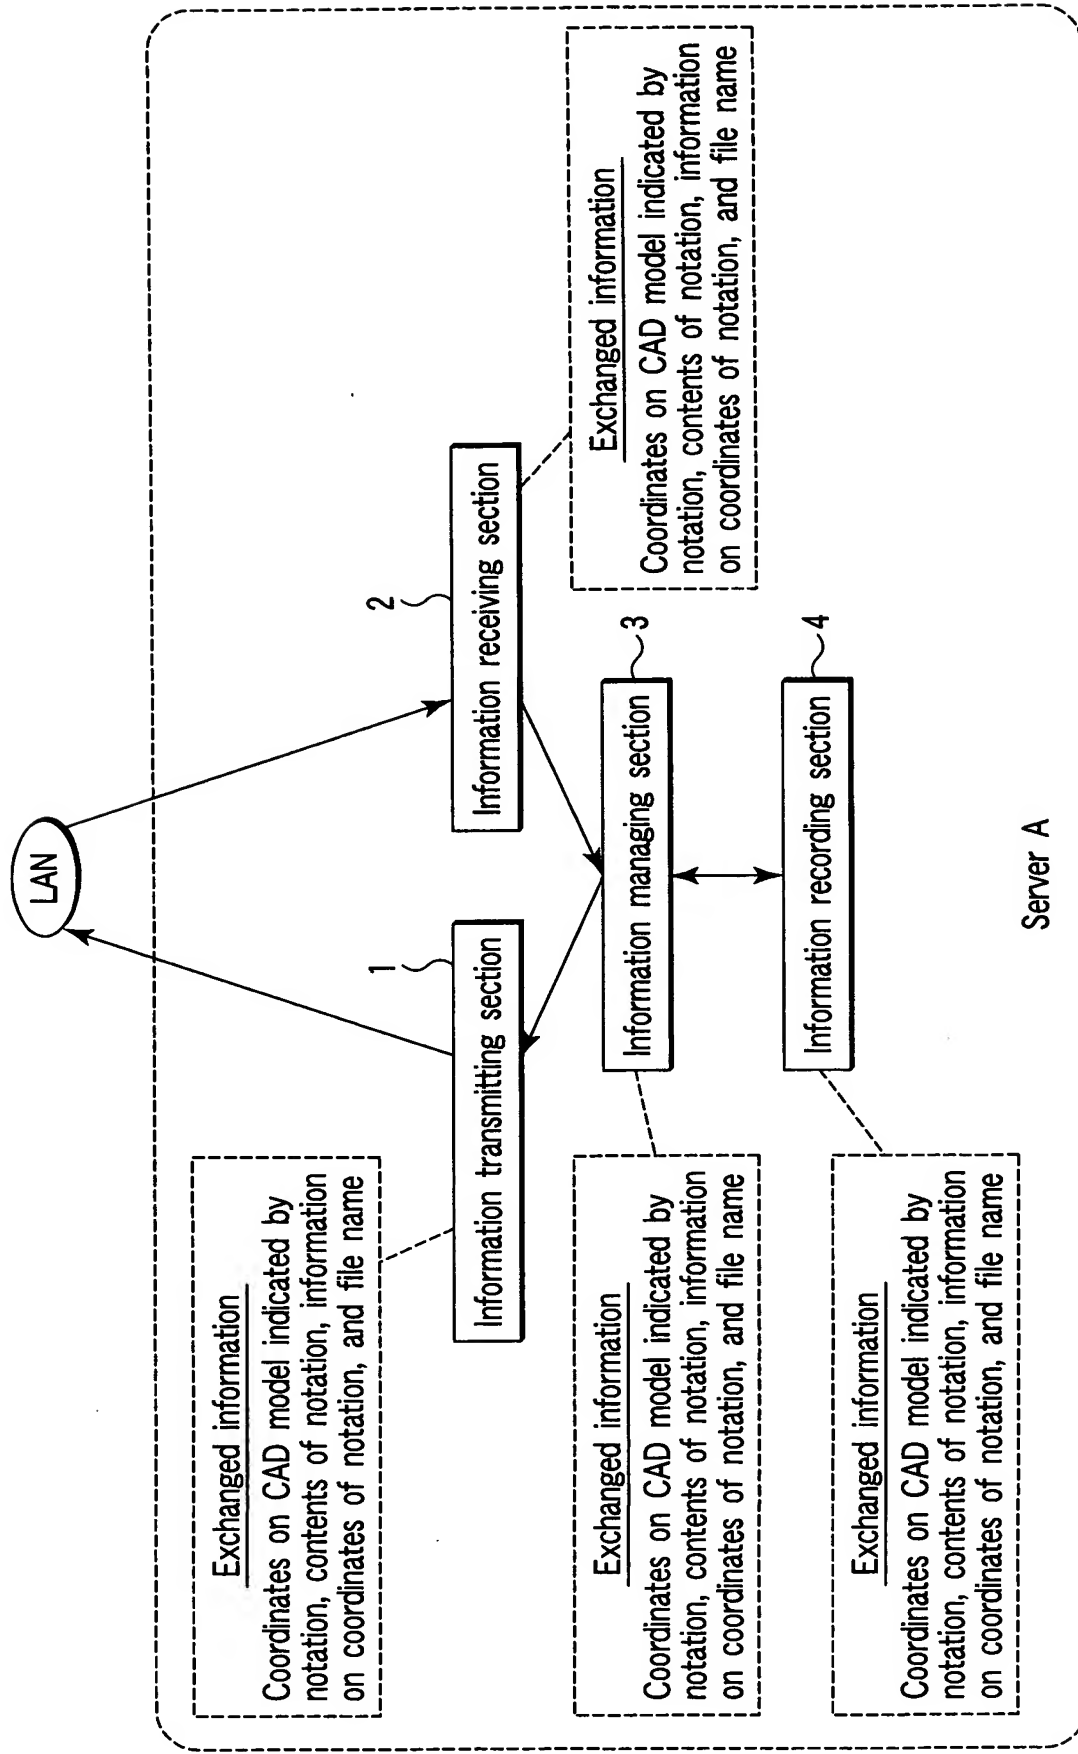 LAN
Exchanged information
Coordinates on CAD model indicated by
notation, contents of notation, information
on coordinates of notation, and file name
1
Information transmitting section
2
Information receiving section
Exchanged information
Coordinates on CAD model indicated by
notation, contents of notation, information
on coordinates of notation, and file name
Exchanged information
Coordinates on CAD model indicated by
notation, contents of notation, information
on coordinates of notation, and file name
3
Information managing section
Exchanged information
Coordinates on CAD model indicated by
notation, contents of notation, information
on coordinates of notation, and file name
4
Information recording section
Server A